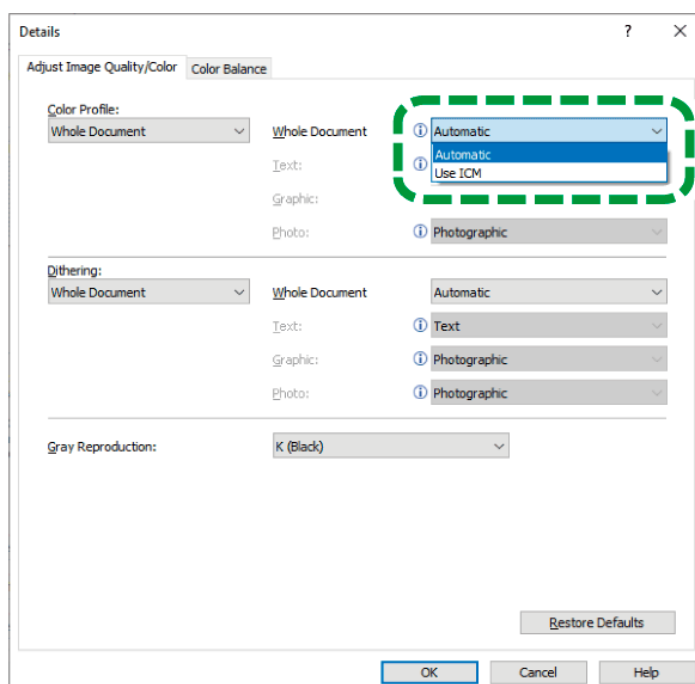 Details ?
Adjust Image Quality/Color Color Balance
Color Profile:
Whole Document Whole Document Automatic
Automatic
Text:
Use ICM
Graphic:
Photo: Photographic
Dithering:
Whole Document Whole Document Automatic
Text: Text
Graphic: Photographic
Photo: Photographic
Gray Reproduction: K (Black)
Restore Defaults
OK Cancel Help